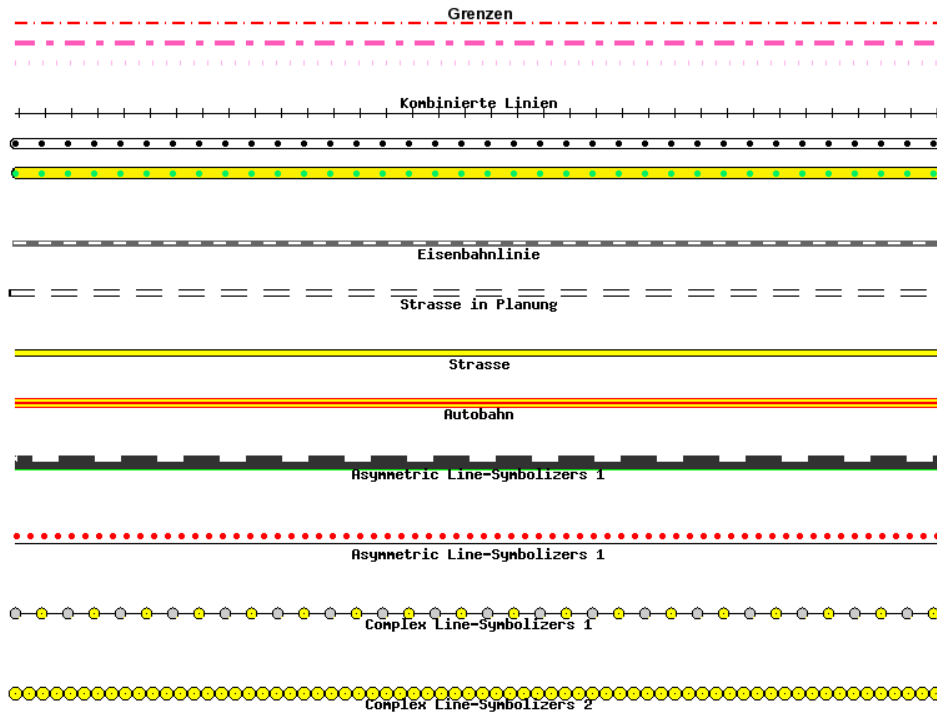 Grenzen
Kombinierte Linien
Eisenbahnlinie
Strasse in Planung
Strasse
Autobahn
Asymmetric Line-Symbolizers 1
Asymmetric Line-Symbolizers 1
Complex Line-Symbolizers 1
Complex Line-Symbolizers 2